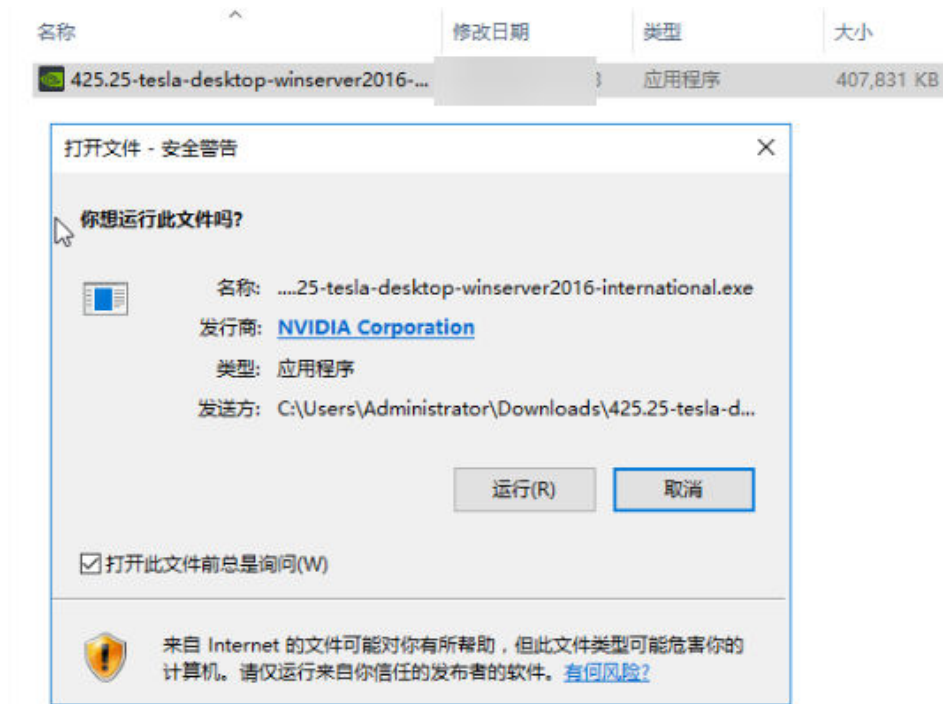 名称 修改日期 类型 大小
425.25-tesla-desktop-winserver2016-... 应用程序 407,831 KB
打开文件 - 安全警告
你想运行此文件吗?
名称: ....25-tesla-desktop-winserver2016-international.exe
发行商: NVIDIA Corporation
类型: 应用程序
发送方: C:\Users\Administrator\Downloads\425.25-tesla-d...
运行(R) 取消
打开此文件前总是询问(W)
来自 Internet 的文件可能对你有所帮助，但此文件类型可能危害你的
计算机。请仅运行来自你信任的发布者的软件。有何风险?